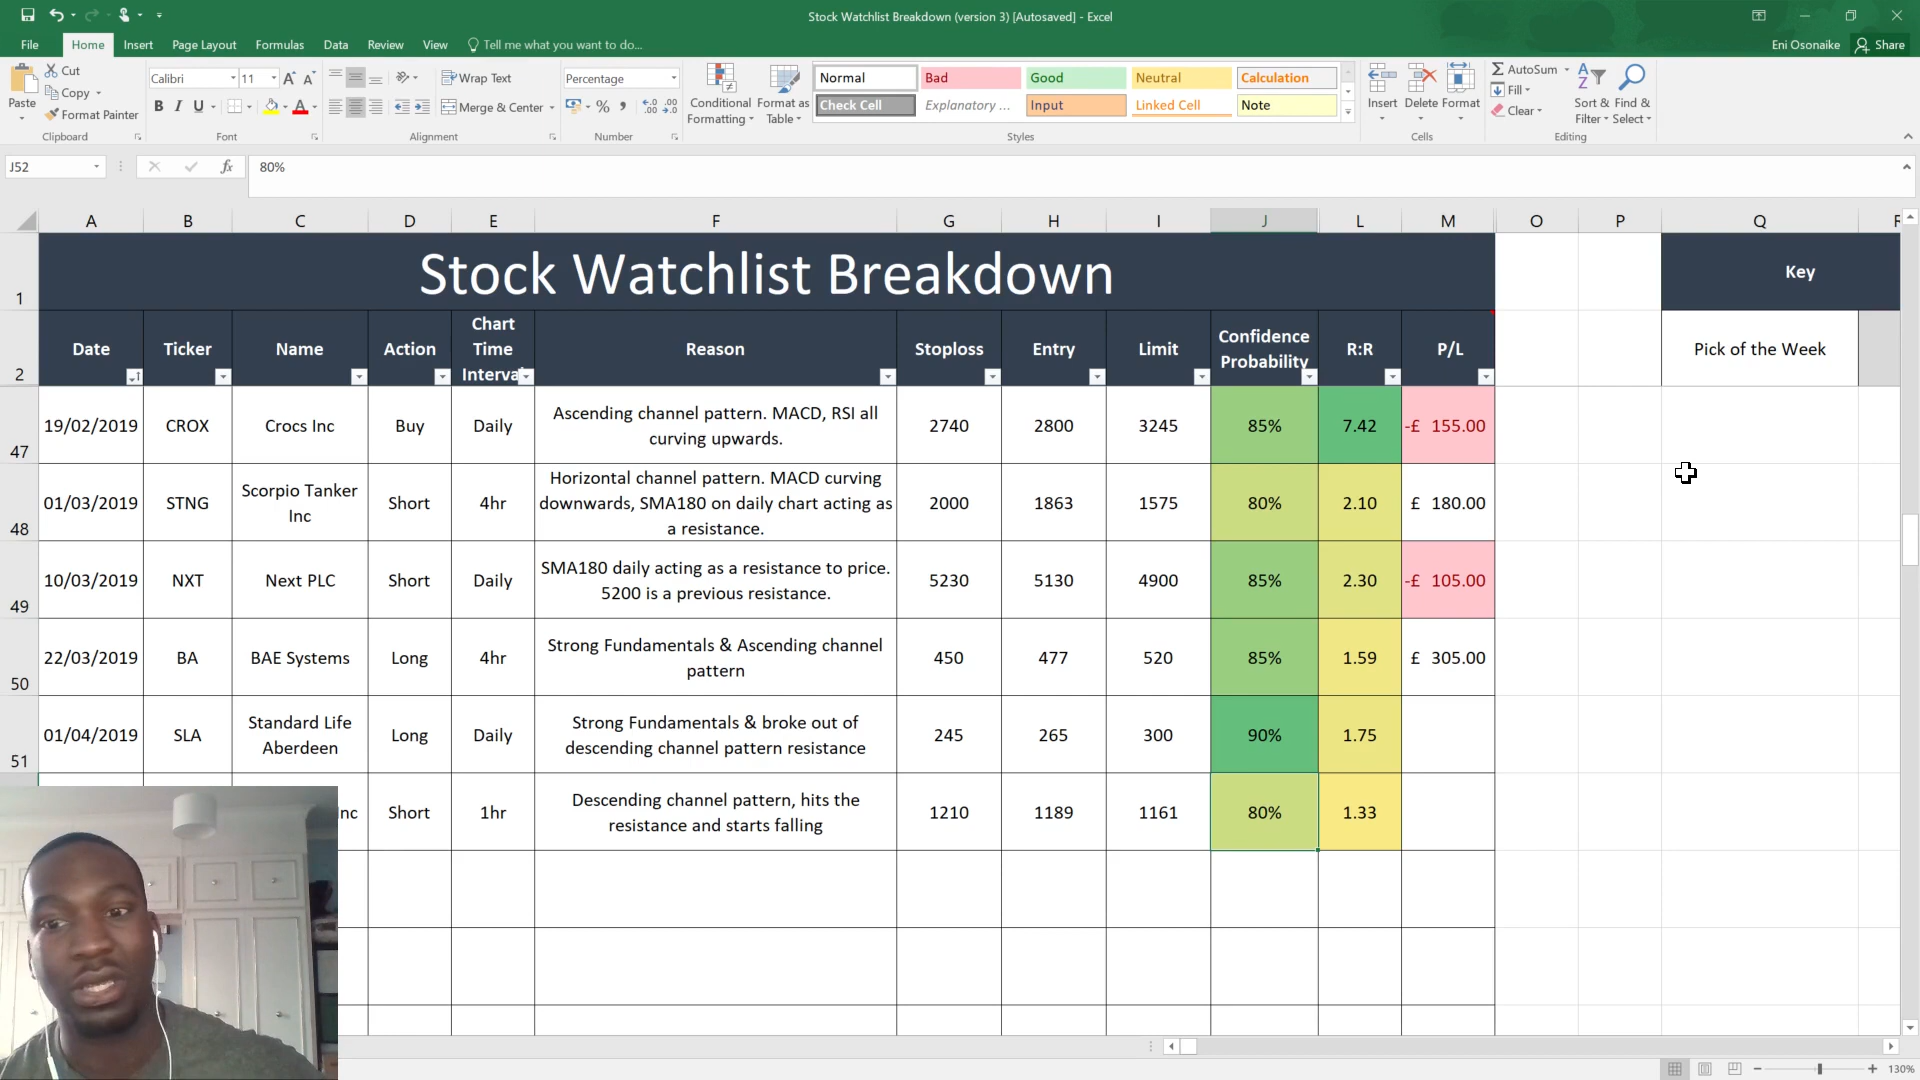 Stock Watchlist Breakdown (version 3) [Autosaved] - Excel
File Home Insert Page Layout Formulas Data Review View Tell me what you want to do... Eni Osonaike Share
Paste
Cut
Copy
Format Painter
Clipboard
Calibri 11
B I U
Font
Wrap Text
Merge & Center
Alignment
Percentage
%
Number
Conditional Formatting
Format as Table
Normal Bad Good Neutral Calculation
Check Cell Explanatory ... Input Linked Cell Note
Styles
Insert Delete Format
Cells
AutoSum
Fill
Clear
Sort & Filter
Find & Select
Editing
J52 fx 80%
A B C D E F G H I J L M O P Q R
1 Stock Watchlist Breakdown Key
2 Date Ticker Name Action Chart Time Interval Reason Stoploss Entry Limit Confidence Probability R:R P/L Pick of the Week
47 19/02/2019 CROX Crocs Inc Buy Daily Ascending channel pattern. MACD, RSI all curving upwards. 2740 2800 3245 85% 7.42 -£ 155.00
48 01/03/2019 STNG Scorpio Tanker Inc Short 4hr Horizontal channel pattern. MACD curving downwards, SMA180 on daily chart acting as a resistance. 2000 1863 1575 80% 2.10 £ 180.00
49 10/03/2019 NXT Next PLC Short Daily SMA180 daily acting as a resistance to price. 5200 is a previous resistance. 5230 5130 4900 85% 2.30 -£ 105.00
50 22/03/2019 BA BAE Systems Long 4hr Strong Fundamentals & Ascending channel pattern 450 477 520 85% 1.59 £ 305.00
51 01/04/2019 SLA Standard Life Aberdeen Long Daily Strong Fundamentals & broke out of descending channel pattern resistance 245 265 300 90% 1.75
nc Short 1hr Descending channel pattern, hits the resistance and starts falling 1210 1189 1161 80% 1.33
130%